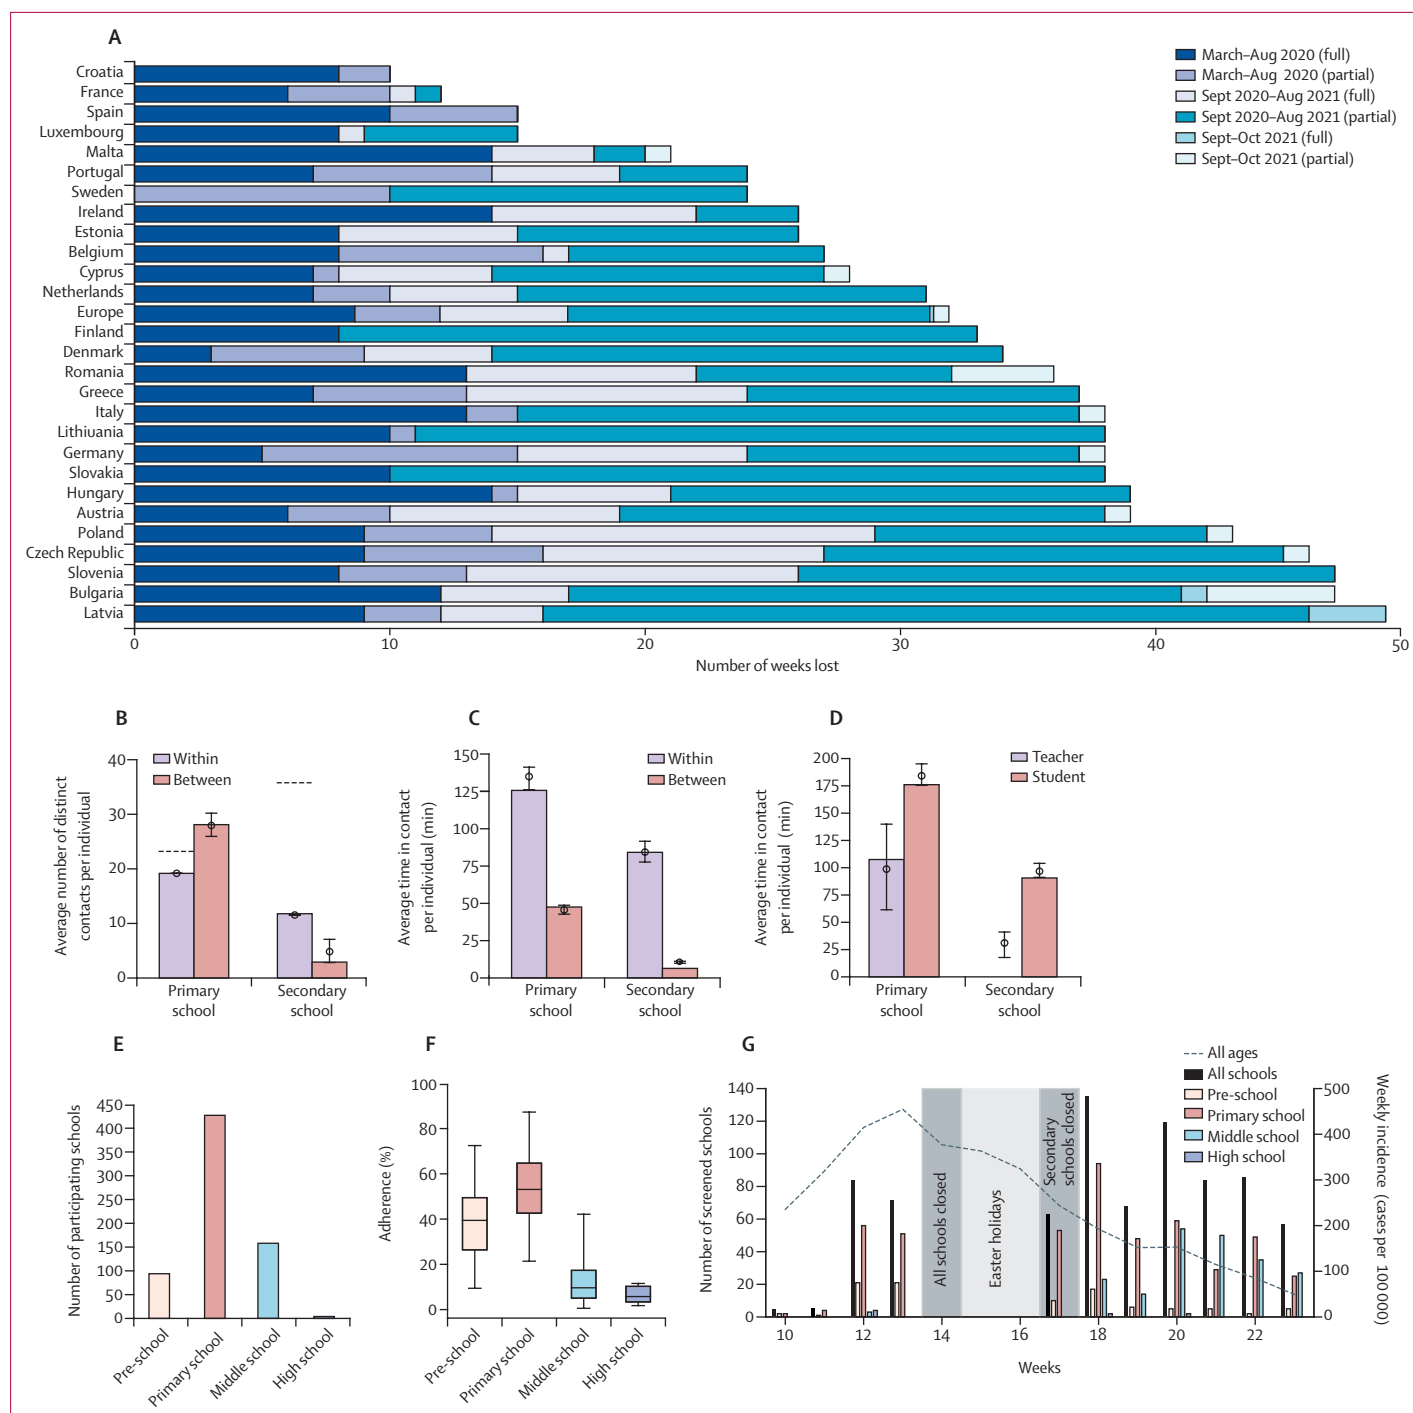 A
March–Aug 2020 (full)
March–Aug 2020 (partial)
Sept 2020–Aug 2021 (full)
Sept 2020–Aug 2021 (partial)
Sept–Oct 2021 (full)
Sept–Oct 2021 (partial)
Croatia
France
Spain
Luxembourg
Malta
Portugal
Sweden
Ireland
Estonia
Belgium
Cyprus
Netherlands
Europe
Finland
Denmark
Romania
Greece
Italy
Lithiuania
Germany
Slovakia
Hungary
Austria
Poland
Czech Republic
Slovenia
Bulgaria
Latvia
0 10 20 30 40 50
Number of weeks lost
B
Average number of distinct
contacts per individual
40
30
20
10
0
Within
Between
Primary
school
Secondary
school
C
Average time in contact
per individual (min)
150
125
100
75
50
25
0
Within
Between
Primary
school
Secondary
school
D
Average time in contact
per individual (min)
200
175
150
125
100
75
50
25
0
Teacher
Student
Primary
school
Secondary
school
E
Number of participating schools
450
400
350
300
250
200
150
100
50
0
Pre-school
Primary school
Middle school
High school
F
Adherence (%)
100
80
60
40
20
0
Pre-school
Primary school
Middle school
High school
G
Number of screened schools
140
120
100
80
60
40
20
0
All schools closed
Easter holidays
Secondary
schools closed
All ages
All schools
Pre-school
Primary school
Middle school
High school
500
400
300
200
100
0
Weekly incidence (cases per 100 000)
10 12 14 16 18 20 22
Weeks